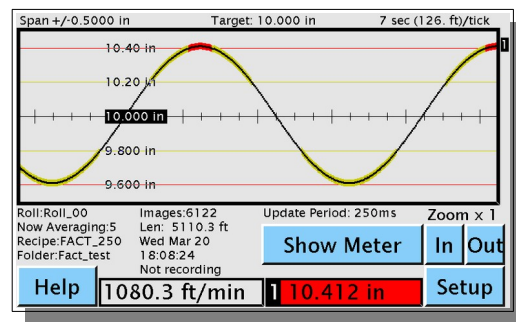 Span +/-0.5000 in Target: 10.000 in 7 sec (126. ft)/tick
10.40 in
1
10.20 in
10.000 in
9.800 in
9.600 in
Roll:Roll_00 Images:6122 Update Period: 250ms Zoom x 1
Now Averaging:5 Len: 5110.3 ft
Recipe:FACT_250 Wed Mar 20
Folder:Fact_test 18:08:24
Not recording
Show Meter In Out
Help 1080.3 ft/min 1 10.412 in Setup